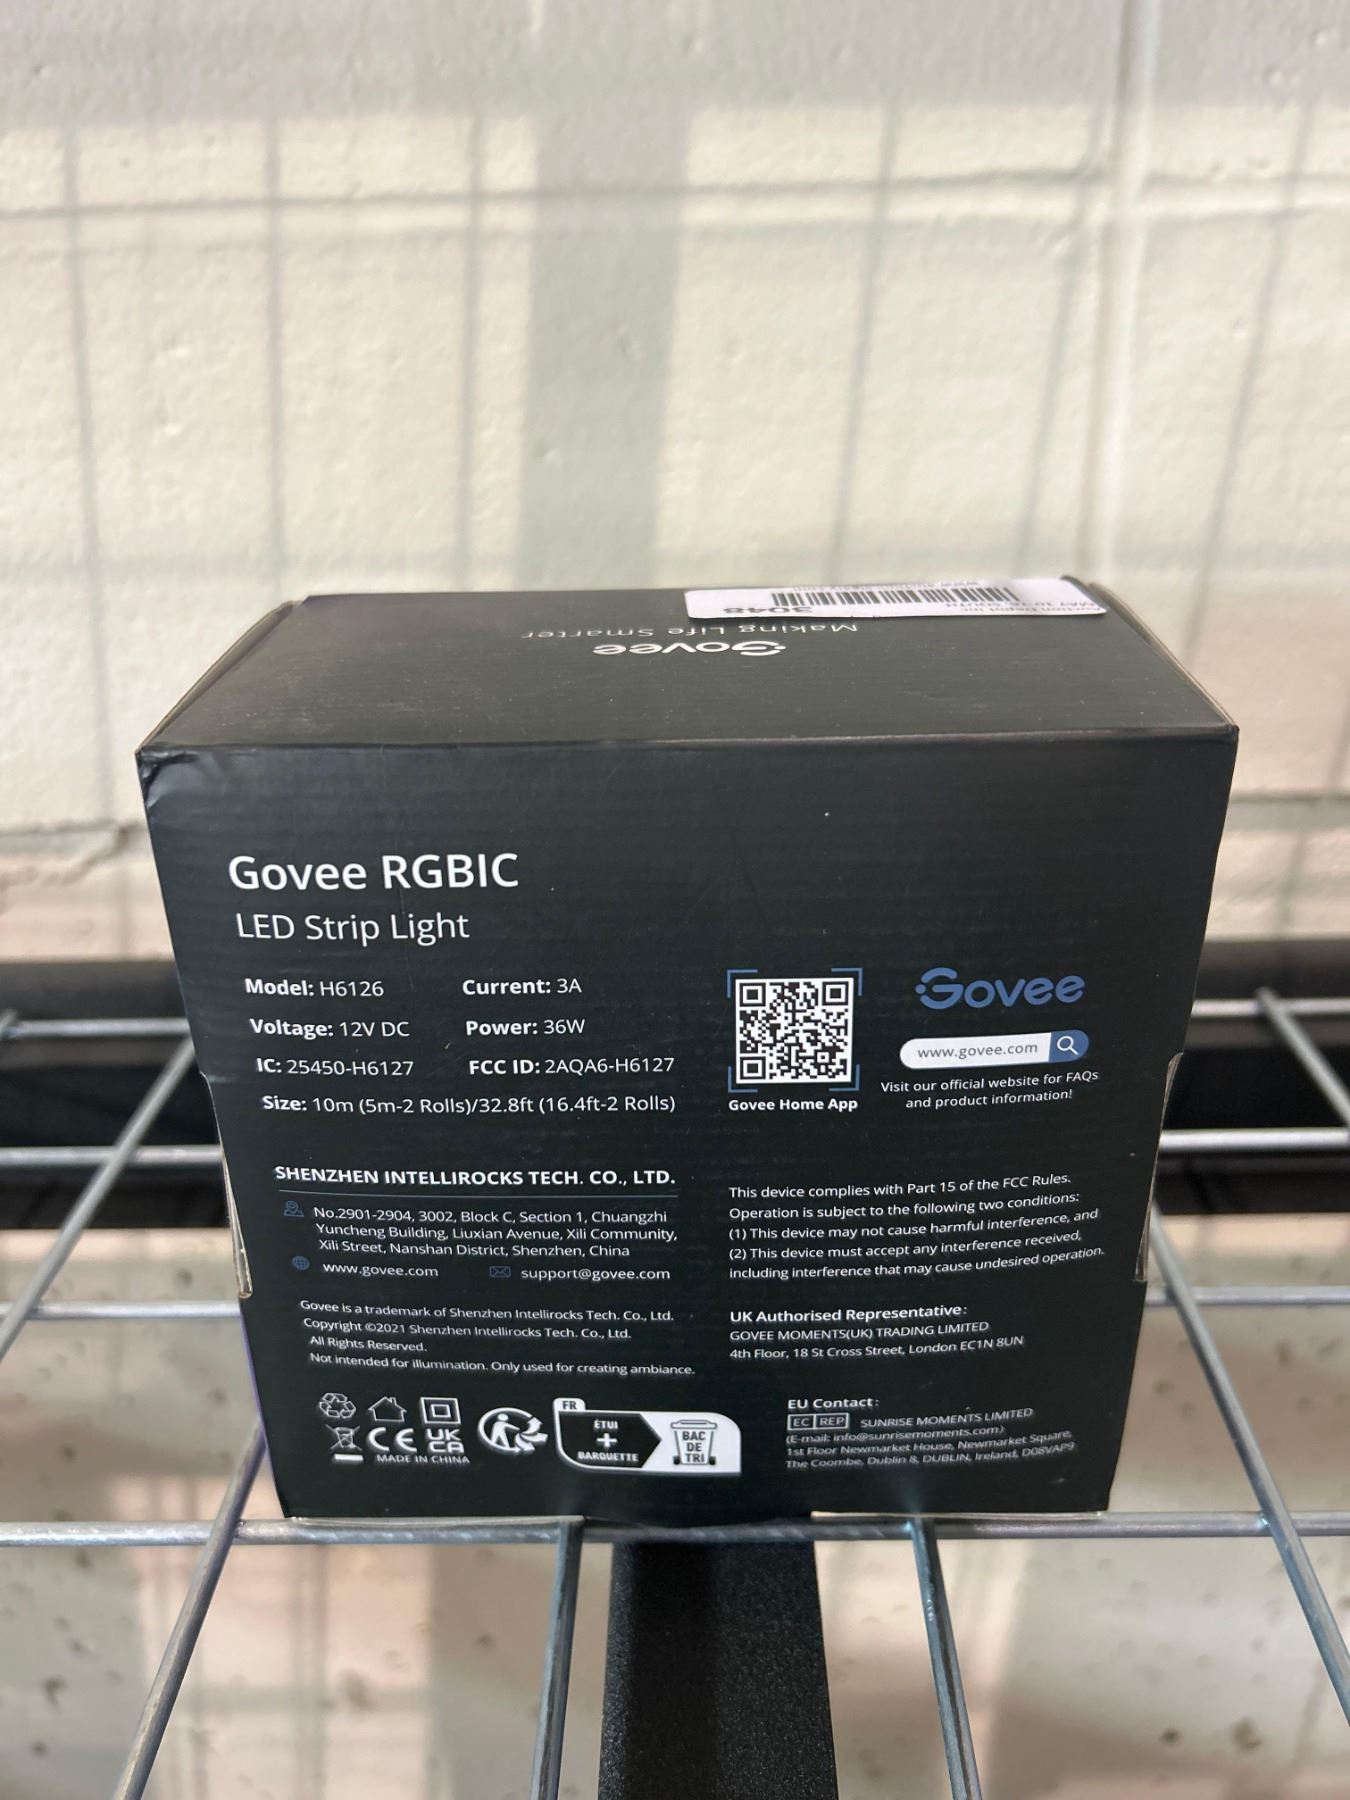 3048
Making Life Smarter
Govee
Govee RGBIC
LED Strip Light
Model: H6126
Current: 3A
Voltage: 12V DC
Power: 36W
IC: 25450-H6127
FCC ID: 2AQA6-H6127
Size: 10m (5m-2 Rolls)/32.8ft (16.4ft-2 Rolls)
Govee Home App
Govee
www.govee.com
Visit our official website for FAQs
and product information!
SHENZHEN INTELLIROCKS TECH. CO., LTD.
No.2901-2904, 3002, Block C, Section 1, Chuangzhi
Yuncheng Building, Liuxian Avenue, Xili Community,
Xili Street, Nanshan District, Shenzhen, China
www.govee.com
support@govee.com
Govee is a trademark of Shenzhen Intellirocks Tech. Co., Ltd.
Copyright ©2021 Shenzhen Intellirocks Tech. Co., Ltd.
All Rights Reserved.
Not intended for illumination. Only used for creating ambiance.
This device complies with Part 15 of the FCC Rules.
Operation is subject to the following two conditions:
(1) This device may not cause harmful interference, and
(2) This device must accept any interference received,
including interference that may cause undesired operation.
UK Authorised Representative:
GOVEE MOMENTS(UK) TRADING LIMITED
4th Floor, 18 St Cross Street, London EC1N 8UN
EU Contact:
EC REP SUNRISE MOMENTS LIMITED
(E-mail: info@sunrisemoments.com)
1st Floor Newmarket House, Newmarket Square,
The Coombe, Dublin 8, DUBLIN, Ireland, D08VAP9
CE
UK
CA
MADE IN CHINA
FR
ÉTUI
+
BARQUETTE
BAC
DE
TRI